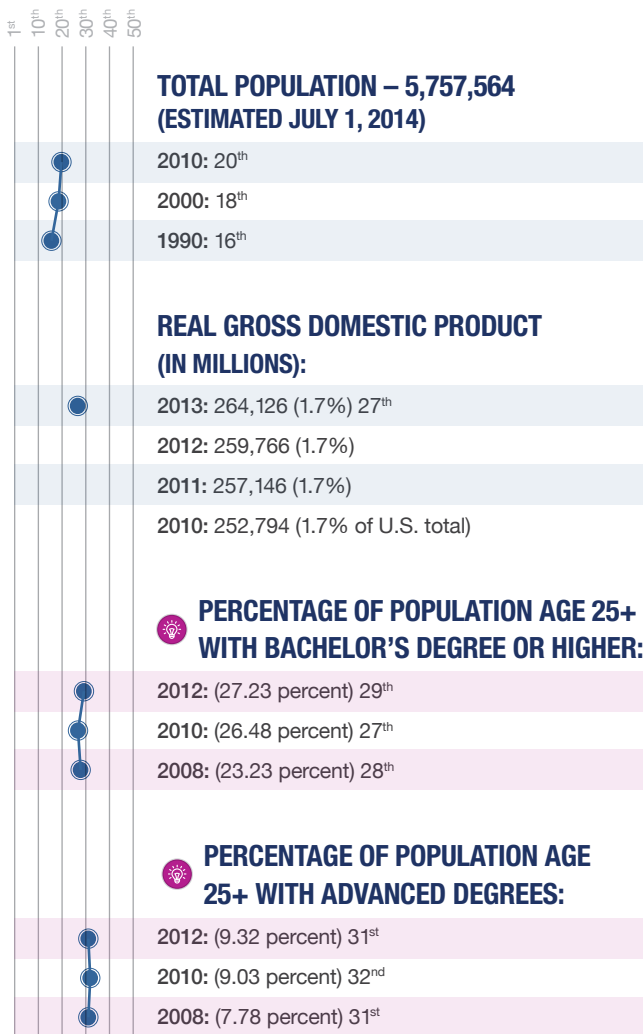 1st 10th 20th 30th 40th 50th
TOTAL POPULATION – 5,757,564
(ESTIMATED JULY 1, 2014)
2010: 20th
2000: 18th
1990: 16th
REAL GROSS DOMESTIC PRODUCT
(IN MILLIONS):
2013: 264,126 (1.7%) 27th
2012: 259,766 (1.7%)
2011: 257,146 (1.7%)
2010: 252,794 (1.7% of U.S. total)
PERCENTAGE OF POPULATION AGE 25+
WITH BACHELOR’S DEGREE OR HIGHER:
2012: (27.23 percent) 29th
2010: (26.48 percent) 27th
2008: (23.23 percent) 28th
PERCENTAGE OF POPULATION AGE
25+ WITH ADVANCED DEGREES:
2012: (9.32 percent) 31st
2010: (9.03 percent) 32nd
2008: (7.78 percent) 31st